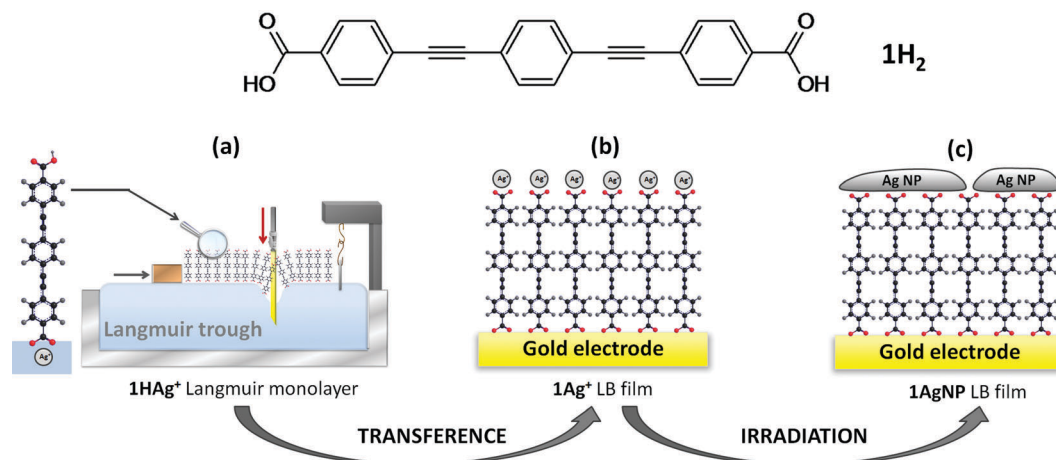 O
OH
O
HO
1H₂
(a)
(b)
(c)
Ag⁺
Ag⁺
Ag⁺
Ag⁺
Ag⁺
Ag⁺
Ag NP
Ag NP
Langmuir trough
Ag⁺
Gold electrode
Gold electrode
1HAg⁺ Langmuir monolayer
1Ag⁺ LB film
1AgNP LB film
TRANSFERENCE
IRRADIATION